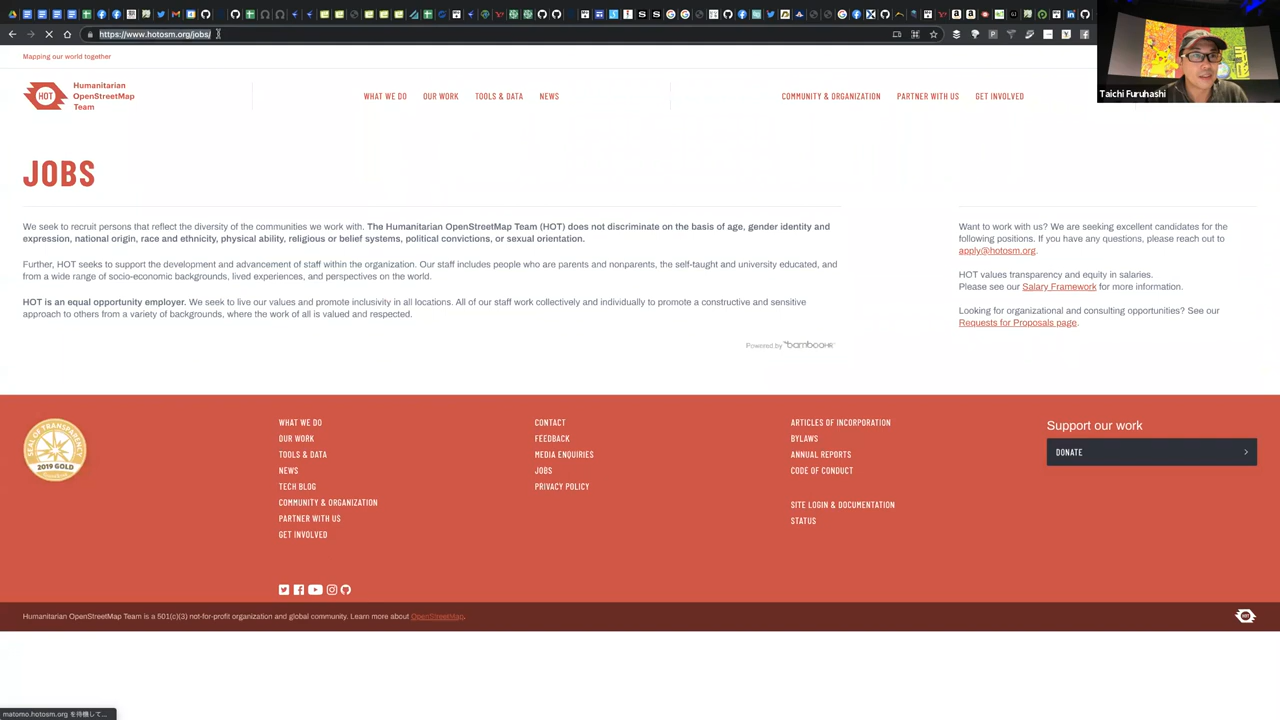 https://www.hotosm.org/jobs/
Taichi Furuhashi
Mapping our world together
HOT
Humanitarian
OpenStreetMap
Team
WHAT WE DO
OUR WORK
TOOLS & DATA
NEWS
COMMUNITY & ORGANIZATION
PARTNER WITH US
GET INVOLVED
JOBS
We seek to recruit persons that reflect the diversity of the communities we work with. The Humanitarian OpenStreetMap Team (HOT) does not discriminate on the basis of age, gender identity and
expression, national origin, race and ethnicity, physical ability, religious or belief systems, political convictions, or sexual orientation.
Further, HOT seeks to support the development and advancement of staff within the organization. Our staff includes people who are parents and nonparents, the self-taught and university educated, and
from a wide range of socio-economic backgrounds, lived experiences, and perspectives on the world.
HOT is an equal opportunity employer. We seek to live our values and promote inclusivity in all locations. All of our staff work collectively and individually to promote a constructive and sensitive
approach to others from a variety of backgrounds, where the work of all is valued and respected.
Powered by bambooHR
Want to work with us? We are seeking excellent candidates for the
following positions. If you have any questions, please reach out to
apply@hotosm.org.
HOT values transparency and equity in salaries.
Please see our Salary Framework for more information.
Looking for organizational and consulting opportunities? See our
Requests for Proposals page.
SEAL OF TRANSPARENCY
2019 GOLD
WHAT WE DO
OUR WORK
TOOLS & DATA
NEWS
TECH BLOG
COMMUNITY & ORGANIZATION
PARTNER WITH US
GET INVOLVED
CONTACT
FEEDBACK
MEDIA ENQUIRIES
JOBS
PRIVACY POLICY
ARTICLES OF INCORPORATION
BYLAWS
ANNUAL REPORTS
CODE OF CONDUCT
SITE LOGIN & DOCUMENTATION
STATUS
Support our work
DONATE
Humanitarian OpenStreetMap Team is a 501(c)(3) not-for-profit organization and global community. Learn more about OpenStreetMap.
HOT
matomo.hotosm.org を待機して...